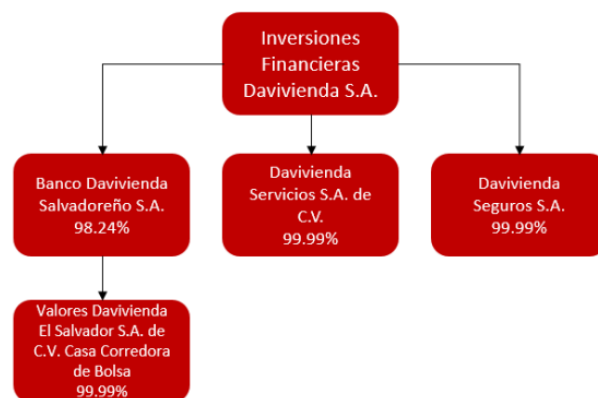 Inversiones
Financieras
Davivienda S.A.
Banco Davivienda
Salvadoreño S.A.
98.24%
Davivienda
Servicios S.A. de
C.V.
99.99%
Davivienda
Seguros S.A.
99.99%
Valores Davivienda
El Salvador S.A. de
C.V. Casa Corredora
de Bolsa
99.99%